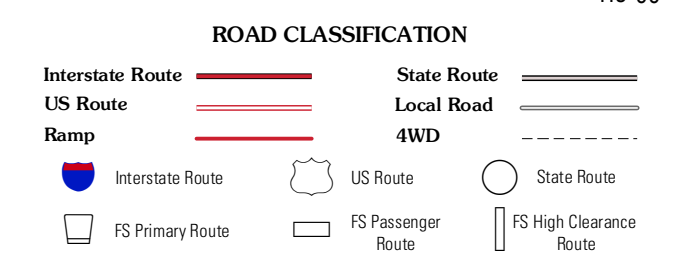 ROAD CLASSIFICATION
Interstate Route
State Route
US Route
Local Road
Ramp
4WD
Interstate Route
US Route
State Route
FS Primary Route
FS Passenger
Route
FS High Clearance
Route